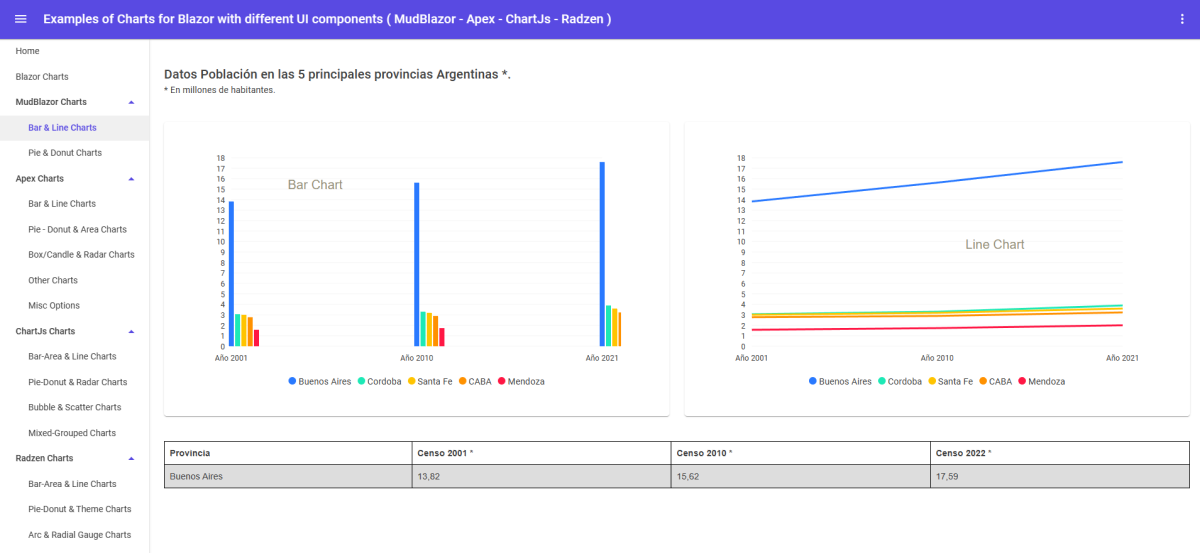 Examples of Charts for Blazor with different UI components ( MudBlazor - Apex - ChartJs - Radzen )
Home
Blazor Charts
MudBlazor Charts
Bar & Line Charts
Pie & Donut Charts
Apex Charts
Bar & Line Charts
Pie - Donut & Area Charts
Box/Candle & Radar Charts
Other Charts
Misc Options
ChartJs Charts
Bar-Area & Line Charts
Pie-Donut & Radar Charts
Bubble & Scatter Charts
Mixed-Grouped Charts
Radzen Charts
Bar-Area & Line Charts
Pie-Donut & Theme Charts
Arc & Radial Gauge Charts
Datos Población en las 5 principales provincias Argentinas *.
* En millones de habitantes.
Bar Chart
18
17
16
15
14
13
12
11
10
9
8
7
6
5
4
3
2
1
0
Año 2001 Año 2010 Año 2021
Buenos Aires Cordoba Santa Fe CABA Mendoza
Line Chart
18
17
16
15
14
13
12
11
10
9
8
7
6
5
4
3
2
1
0
Año 2001 Año 2010 Año 2021
Buenos Aires Cordoba Santa Fe CABA Mendoza
Provincia Censo 2001 * Censo 2010 * Censo 2022 *
Buenos Aires 13,82 15,62 17,59